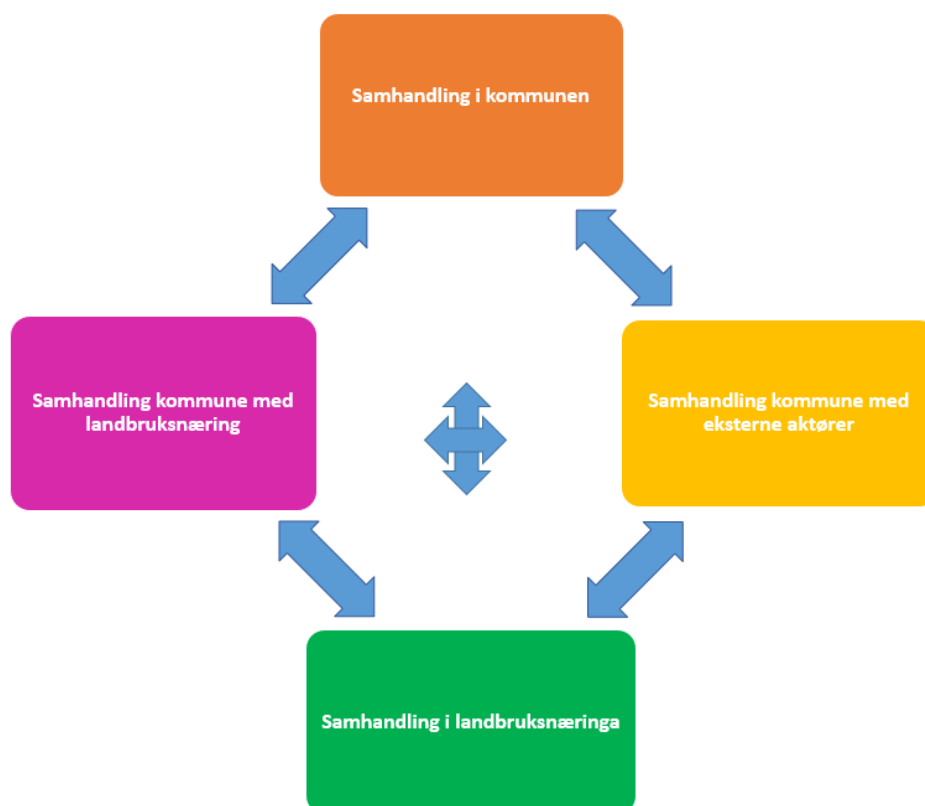 Samhandling i kommunen
Samhandling kommune med
landbruksnæring
Samhandling kommune med
eksterne aktører
Samhandling i landbruksnæringa